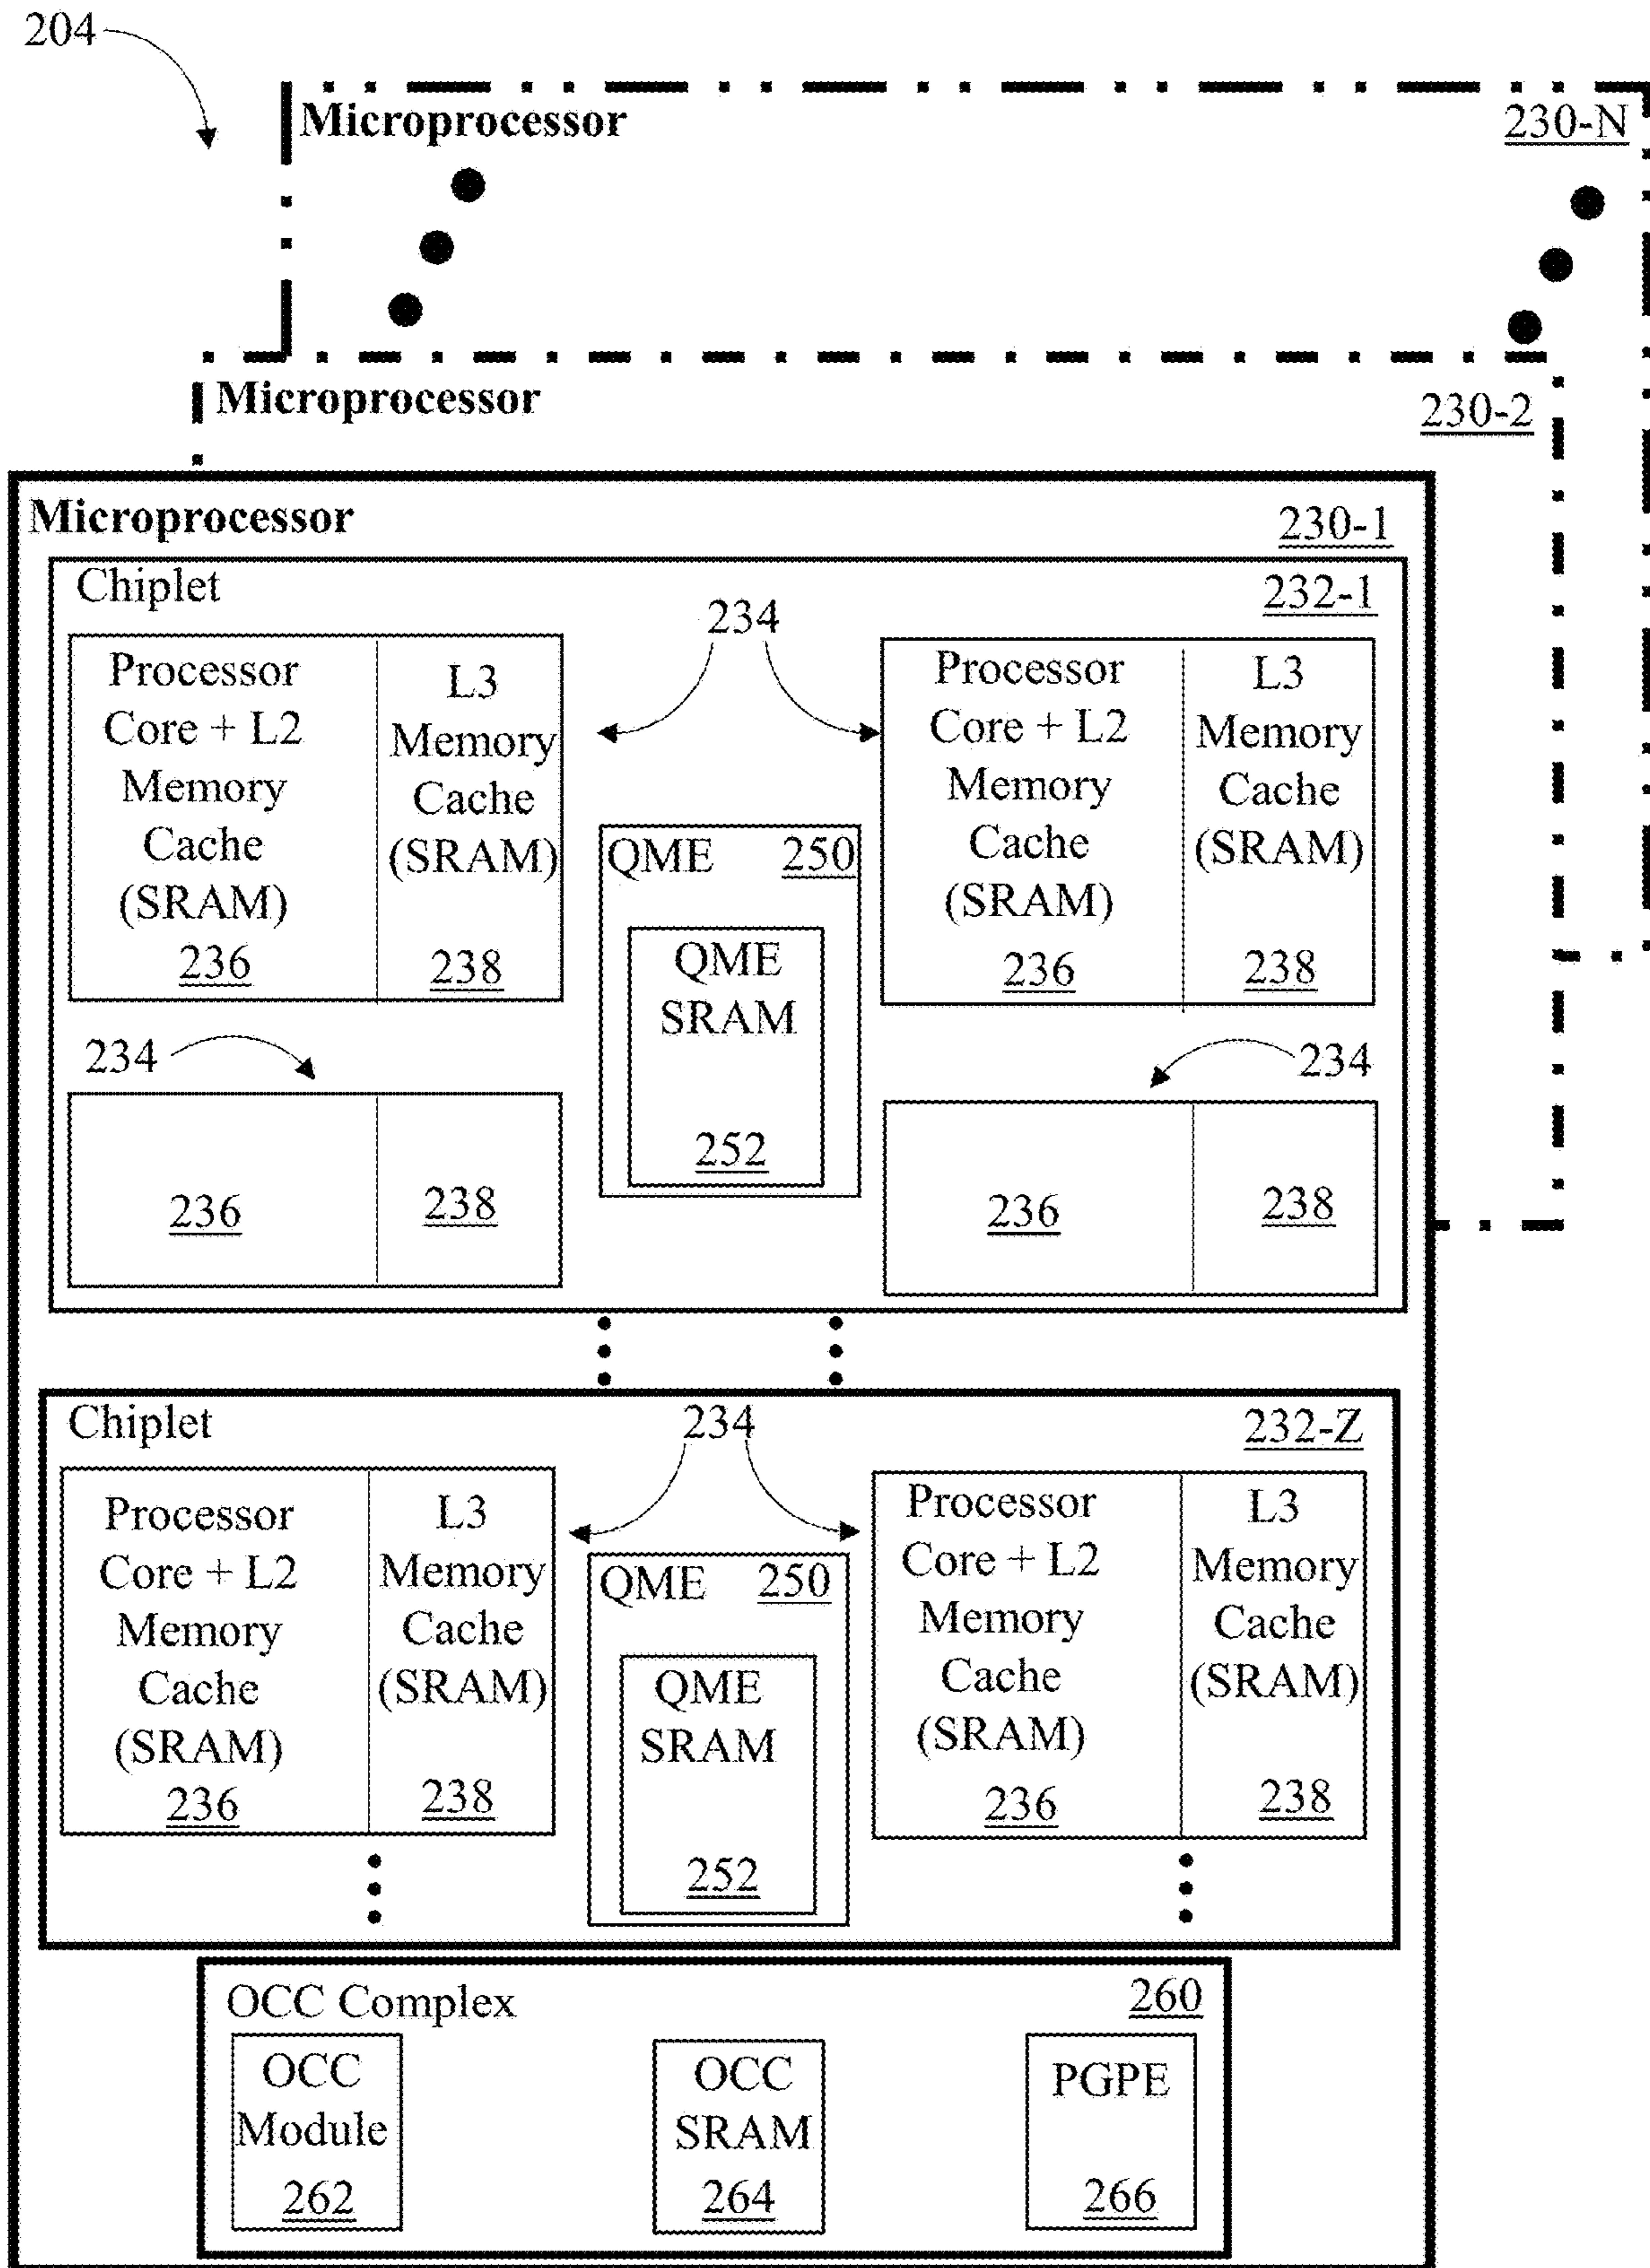 204
Microprocessor 230-N
Microprocessor 230-2
Microprocessor 230-1
Chiplet 232-1
234
Processor
Core + L2
Memory
Cache
(SRAM)
236
L3
Memory
Cache
(SRAM)
238
QME 250
QME
SRAM
252
Processor
Core + L2
Memory
Cache
(SRAM)
236
L3
Memory
Cache
(SRAM)
238
234
234
236
238
236
238
Chiplet 232-Z
234
Processor
Core + L2
Memory
Cache
(SRAM)
236
L3
Memory
Cache
(SRAM)
238
QME 250
QME
SRAM
252
Processor
Core + L2
Memory
Cache
(SRAM)
236
L3
Memory
Cache
(SRAM)
238
OCC Complex 260
OCC
Module
262
OCC
SRAM
264
PGPE
266